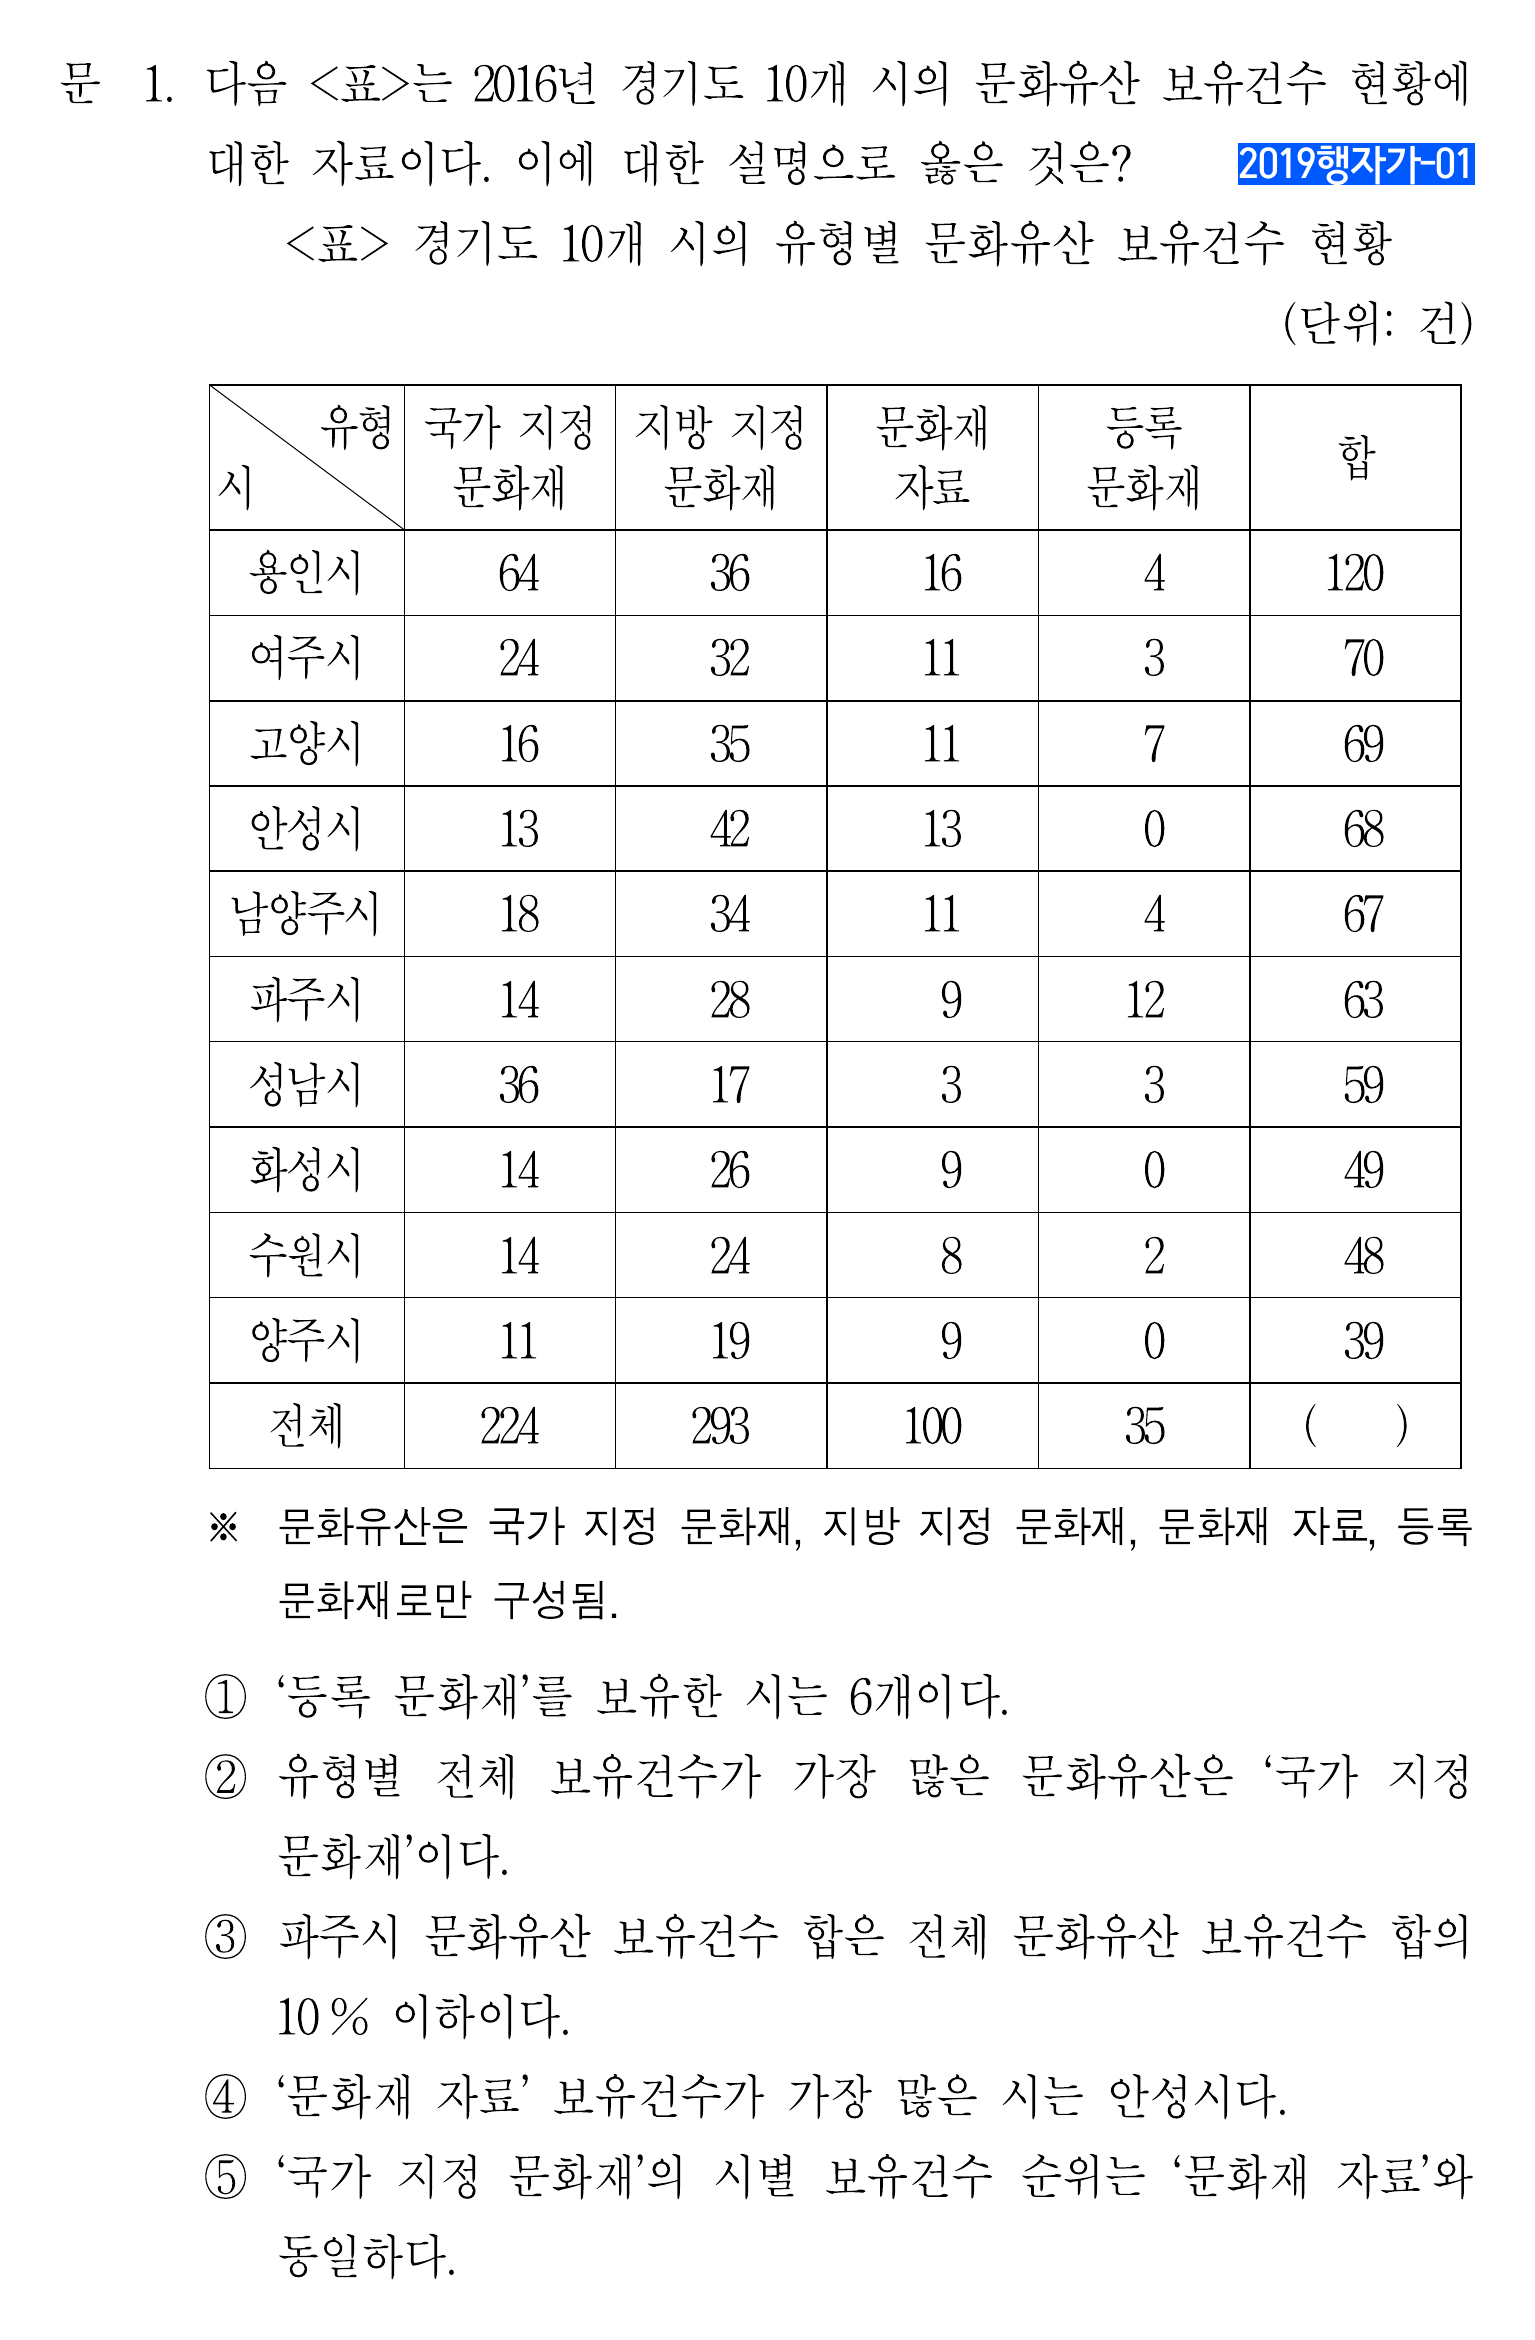 문 1. 다음 <표>는 2016년 경기도 10개 시의 문화유산 보유건수 현황에
대한 자료이다. 이에 대한 설명으로 옳은 것은? 2019행자가-01
<표> 경기도 10개 시의 유형별 문화유산 보유건수 현황
(단위: 건)
시 유형 국가 지정 문화재 지방 지정 문화재 문화재 자료 등록 문화재 합
용인시 64 36 16 4 120
여주시 24 32 11 3 70
고양시 16 35 11 7 69
안성시 13 42 13 0 68
남양주시 18 34 11 4 67
파주시 14 28 9 12 63
성남시 36 17 3 3 59
화성시 14 26 9 0 49
수원시 14 24 8 2 48
양주시 11 19 9 0 39
전체 224 293 100 35 ( )
※ 문화유산은 국가 지정 문화재, 지방 지정 문화재, 문화재 자료, 등록
문화재로만 구성됨.
① ‘등록 문화재’를 보유한 시는 6개이다.
② 유형별 전체 보유건수가 가장 많은 문화유산은 ‘국가 지정
문화재’이다.
③ 파주시 문화유산 보유건수 합은 전체 문화유산 보유건수 합의
10% 이하이다.
④ ‘문화재 자료’ 보유건수가 가장 많은 시는 안성시다.
⑤ ‘국가 지정 문화재’의 시별 보유건수 순위는 ‘문화재 자료’와
동일하다.